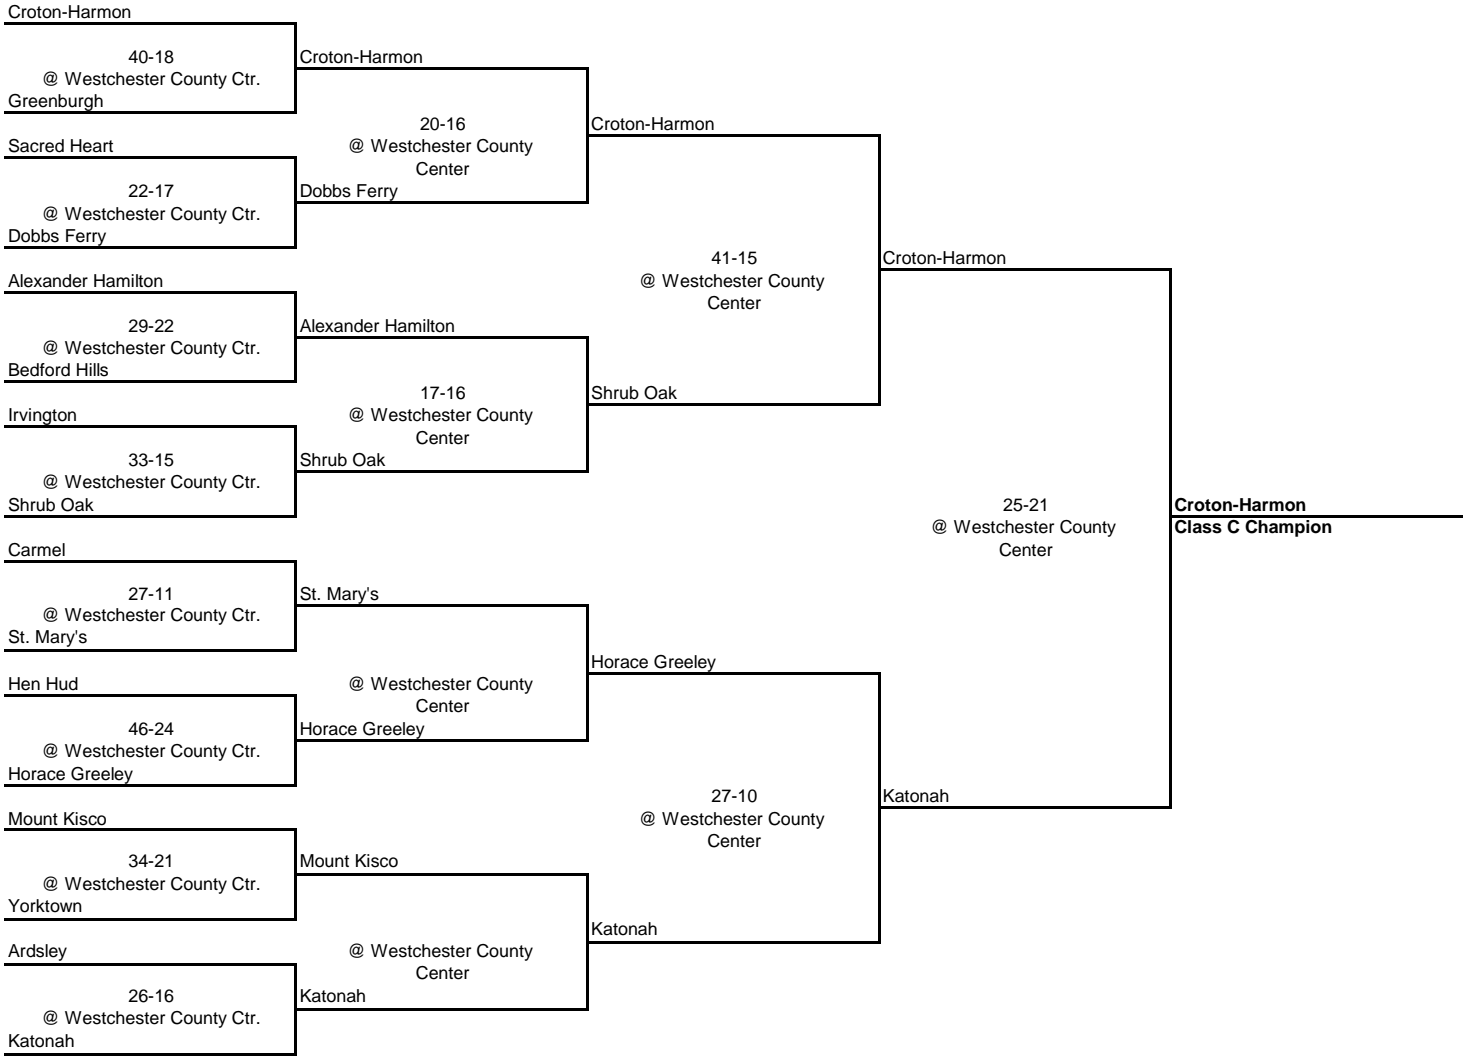 Croton-Harmon
40-18
@ Westchester County Ctr.
Greenburgh
Sacred Heart
22-17
@ Westchester County Ctr.
Dobbs Ferry
Alexander Hamilton
29-22
@ Westchester County Ctr.
Bedford Hills
Irvington
33-15
@ Westchester County Ctr.
Shrub Oak
Carmel
27-11
@ Westchester County Ctr.
St. Mary's
Hen Hud
46-24
@ Westchester County Ctr.
Horace Greeley
Mount Kisco
34-21
@ Westchester County Ctr.
Yorktown
Ardsley
26-16
@ Westchester County Ctr.
Katonah
Croton-Harmon
20-16
@ Westchester County
Center
Dobbs Ferry
Alexander Hamilton
17-16
@ Westchester County
Center
Shrub Oak
St. Mary's
@ Westchester County
Center
Horace Greeley
Mount Kisco
@ Westchester County
Center
Katonah
Croton-Harmon
41-15
@ Westchester County
Center
Shrub Oak
Horace Greeley
27-10
@ Westchester County
Center
Katonah
Croton-Harmon
25-21
@ Westchester County
Center
Katonah
Croton-Harmon
Class C Champion